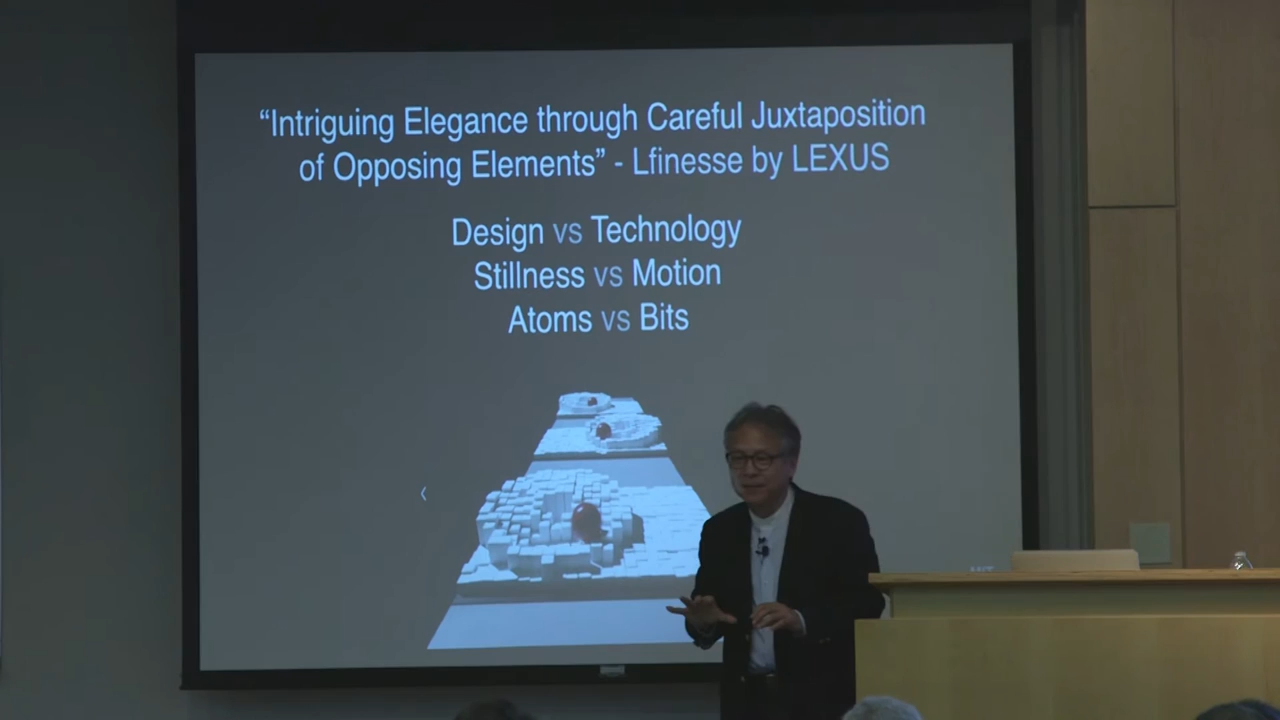 “Intriguing Elegance through Careful Juxtaposition
of Opposing Elements” - Lfinesse by LEXUS
Design vs Technology
Stillness vs Motion
Atoms vs Bits